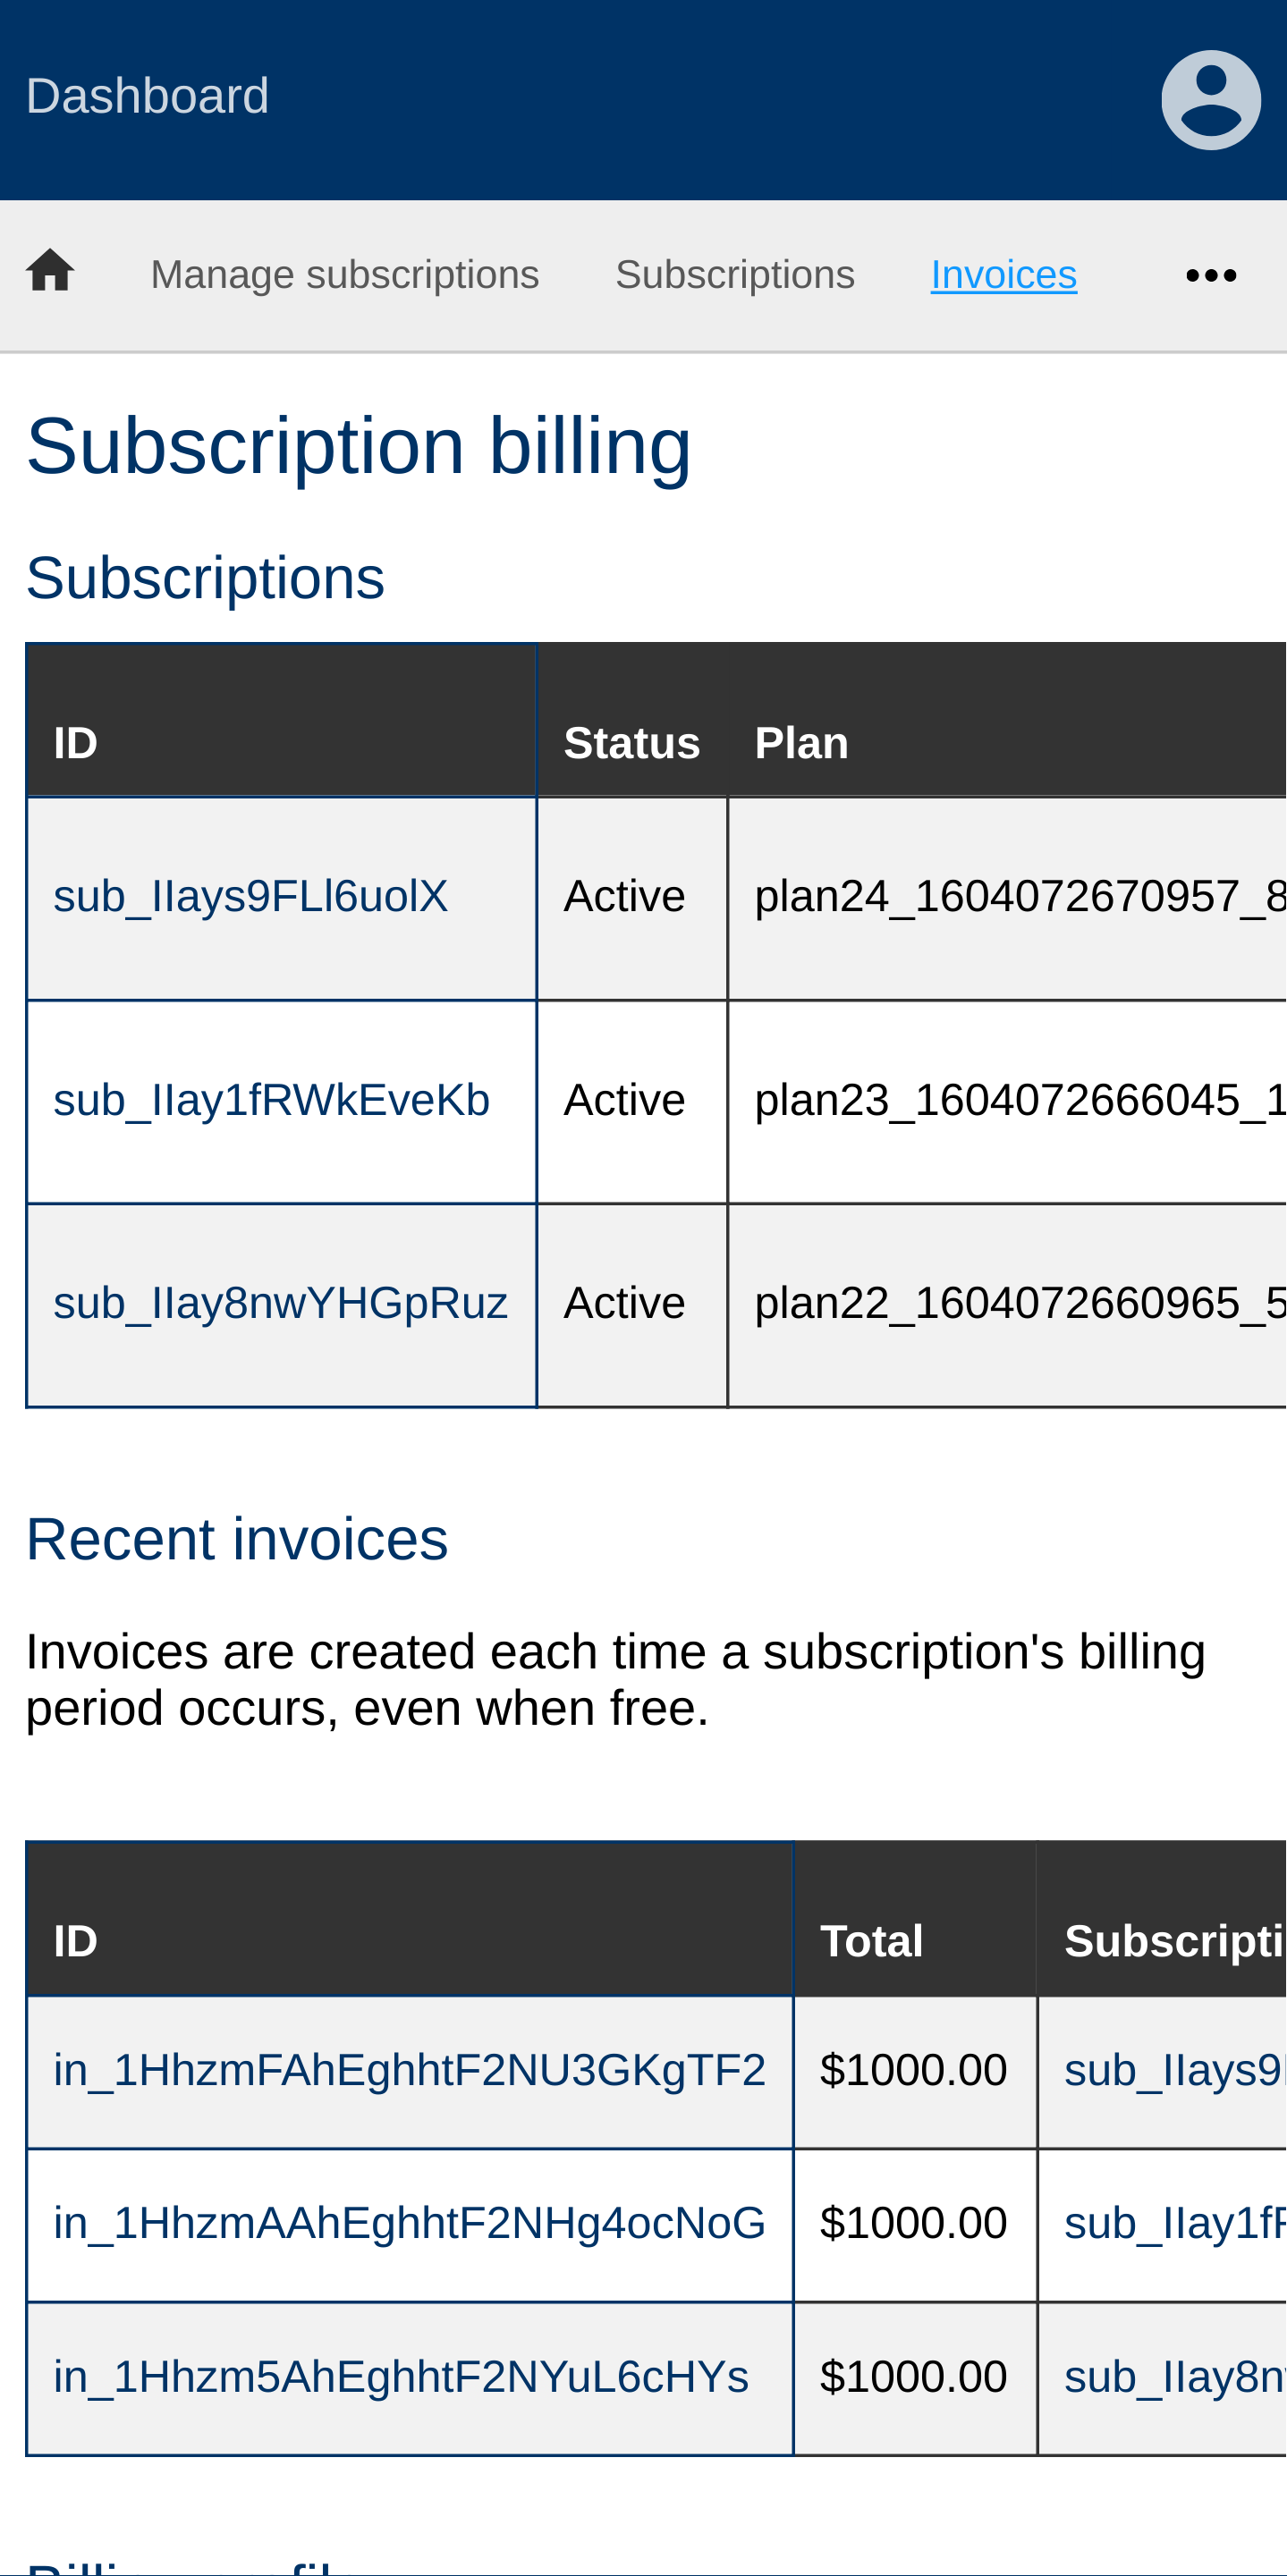 Dashboard
Manage subscriptions Subscriptions Invoices
Subscription billing
Subscriptions
ID Status Plan
sub_IIays9FLl6uolX Active plan24_1604072670957_8
sub_IIay1fRWkEveKb Active plan23_1604072666045_1
sub_IIay8nwYHGpRuz Active plan22_1604072660965_5
Recent invoices
Invoices are created each time a subscription's billing
period occurs, even when free.
ID Total Subscripti
in_1HhzmFAhEghhtF2NU3GKgTF2 $1000.00 sub_IIays9
in_1HhzmAAhEghhtF2NHg4ocNoG $1000.00 sub_IIay1f
in_1Hhzm5AhEghhtF2NYuL6cHYs $1000.00 sub_IIay8n